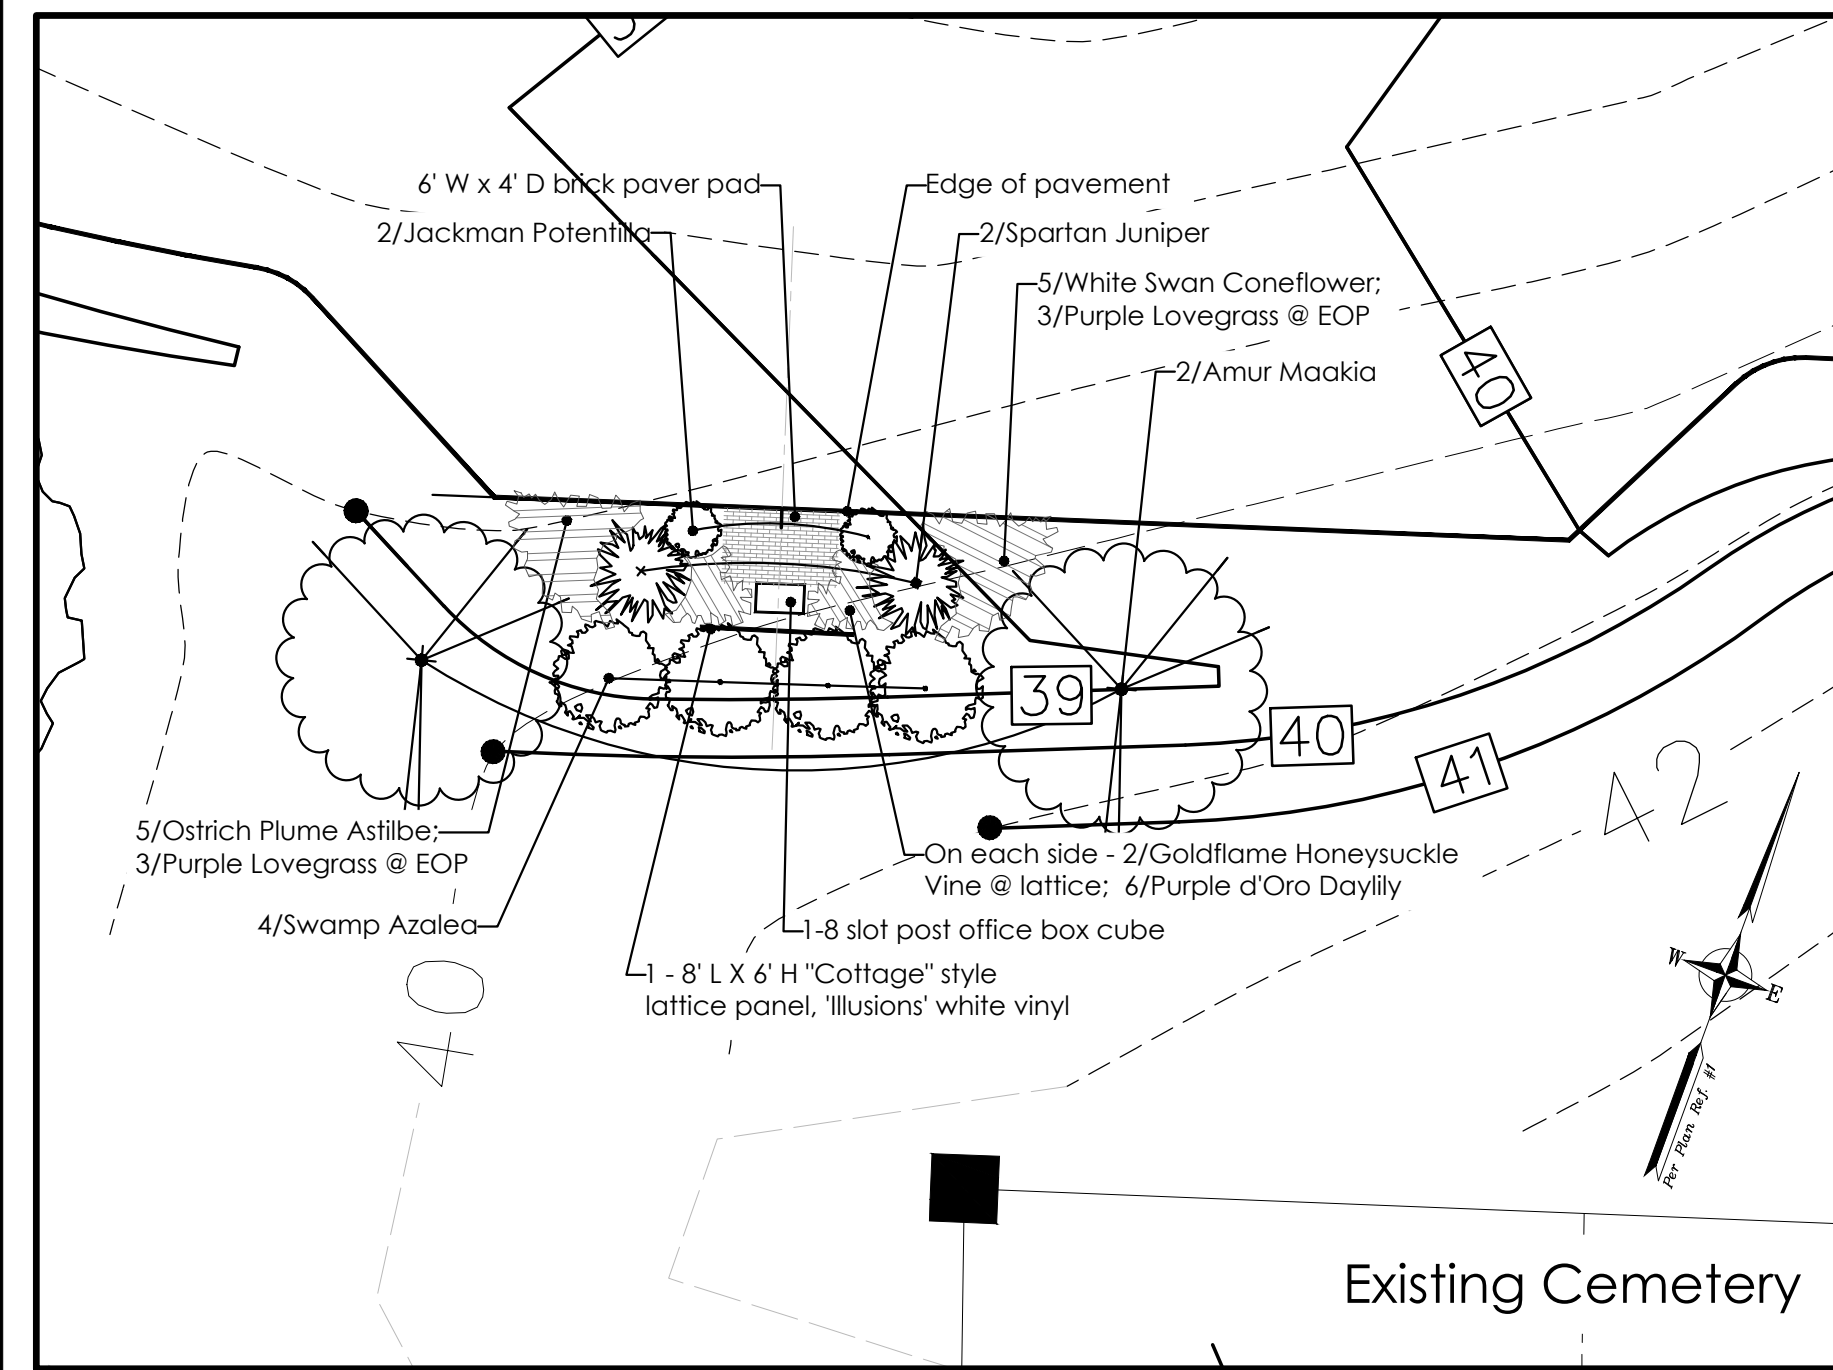 6' W x 4' D brick paver pad
Edge of pavement
2/Jackman Potentilla
2/Spartan Juniper
5/White Swan Coneflower;
3/Purple Lovegrass @ EOP
2/Amur Maakia
40
39
40
41
42
5/Ostrich Plume Astilbe;
3/Purple Lovegrass @ EOP
On each side - 2/Goldflame Honeysuckle
Vine @ lattice;  6/Purple d'Oro Daylily
4/Swamp Azalea
1-8 slot post office box cube
1 - 8' L X 6' H "Cottage" style
lattice panel, 'Illusions' white vinyl
40
W
E
Per Plan Ref. #1
Existing Cemetery